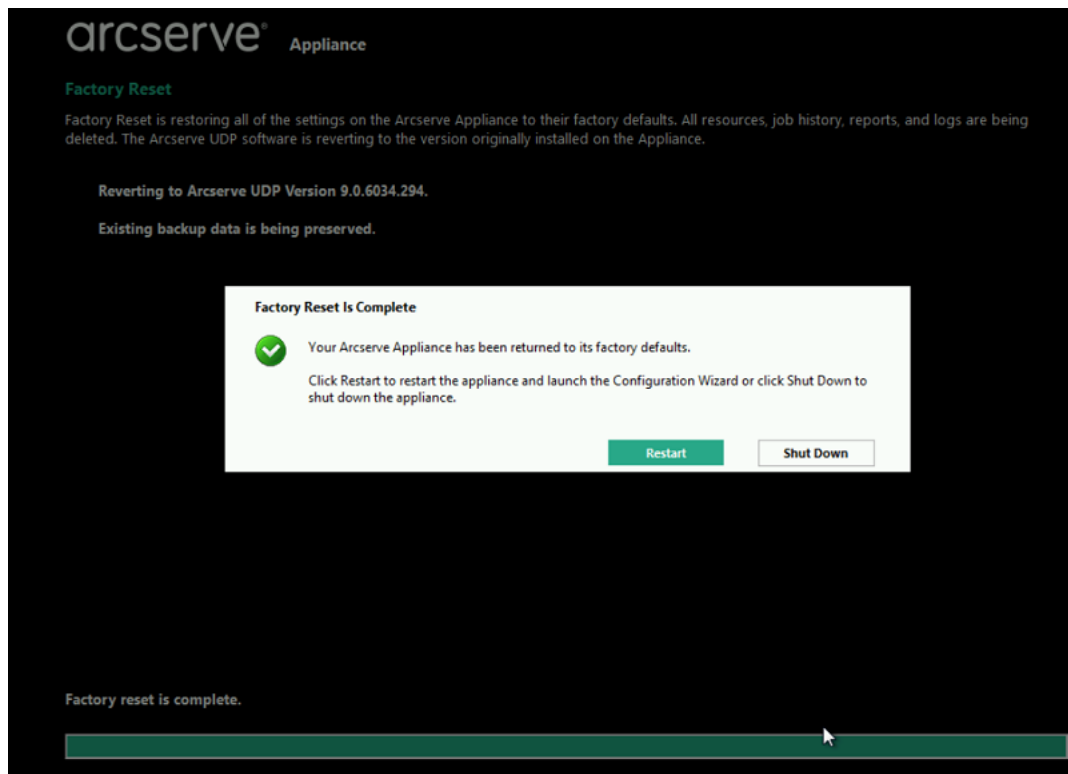 arcserve® Appliance
Factory Reset
Factory Reset is restoring all of the settings on the Arcserve Appliance to their factory defaults. All resources, job history, reports, and logs are being
deleted. The Arcserve UDP software is reverting to the version originally installed on the Appliance.
Reverting to Arcserve UDP Version 9.0.6034.294.
Existing backup data is being preserved.
Factory Reset Is Complete
Your Arcserve Appliance has been returned to its factory defaults.
Click Restart to restart the appliance and launch the Configuration Wizard or click Shut Down to
shut down the appliance.
Restart Shut Down
Factory reset is complete.